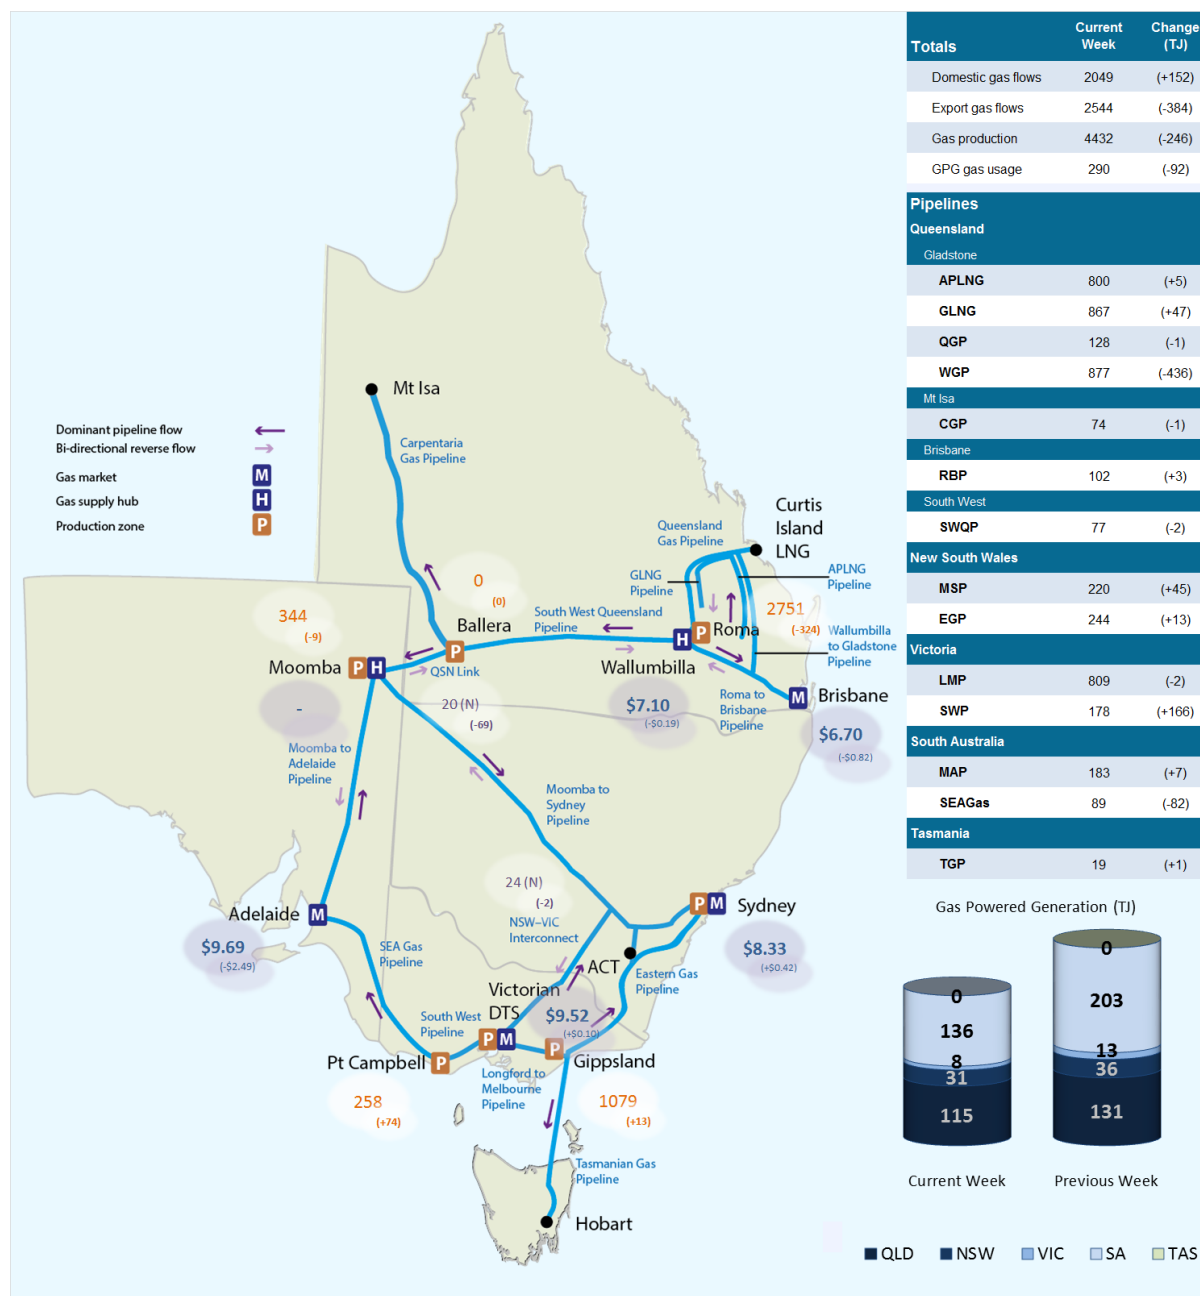 Totals Current Week Change (TJ)
Domestic gas flows 2049 (+152)
Export gas flows 2544 (-384)
Gas production 4432 (-246)
GPG gas usage 290 (-92)
Pipelines
Queensland
Gladstone
APLNG 800 (+5)
GLNG 867 (+47)
QGP 128 (-1)
WGP 877 (-436)
Mt Isa
CGP 74 (-1)
Brisbane
RBP 102 (+3)
South West
SWQP 77 (-2)
New South Wales
MSP 220 (+45)
EGP 244 (+13)
Victoria
LMP 809 (-2)
SWP 178 (+166)
South Australia
MAP 183 (+7)
SEAGas 89 (-82)
Tasmania
TGP 19 (+1)
Mt Isa
Carpentaria
Gas Pipeline
Dominant pipeline flow
Bi-directional reverse flow
Gas market M
Gas supply hub H
Production zone P
Curtis
Island
LNG
Queensland
Gas Pipeline
GLNG
Pipeline
APLNG
Pipeline
0
(0)
344
(-9)
2751
(-324)
South West Queensland
Pipeline
Ballera
P
H
P
Roma
Wallumbilla
to Gladstone
Pipeline
Moomba
P
H
QSN Link
Wallumbilla
-
20 (N)
(-69)
$7.10
(-$0.19)
Roma to
Brisbane
Pipeline
M
Brisbane
$6.70
(-$0.82)
Moomba to
Adelaide
Pipeline
Moomba to
Sydney
Pipeline
24 (N)
(-2)
NSW–VIC
Interconnect
P
M
Sydney
$8.33
(+$0.42)
Adelaide
M
$9.69
(-$2.49)
SEA Gas
Pipeline
ACT
Eastern Gas
Pipeline
Victorian
DTS
$9.52
(+$0.10)
South West
Pipeline
P
M
P
Gippsland
Pt Campbell
P
Longford to
Melbourne
Pipeline
258
(+74)
1079
(+13)
Tasmanian Gas
Pipeline
Hobart
Gas Powered Generation (TJ)
0
136
8
31
115
0
203
13
36
131
Current Week
Previous Week
QLD NSW VIC SA TAS